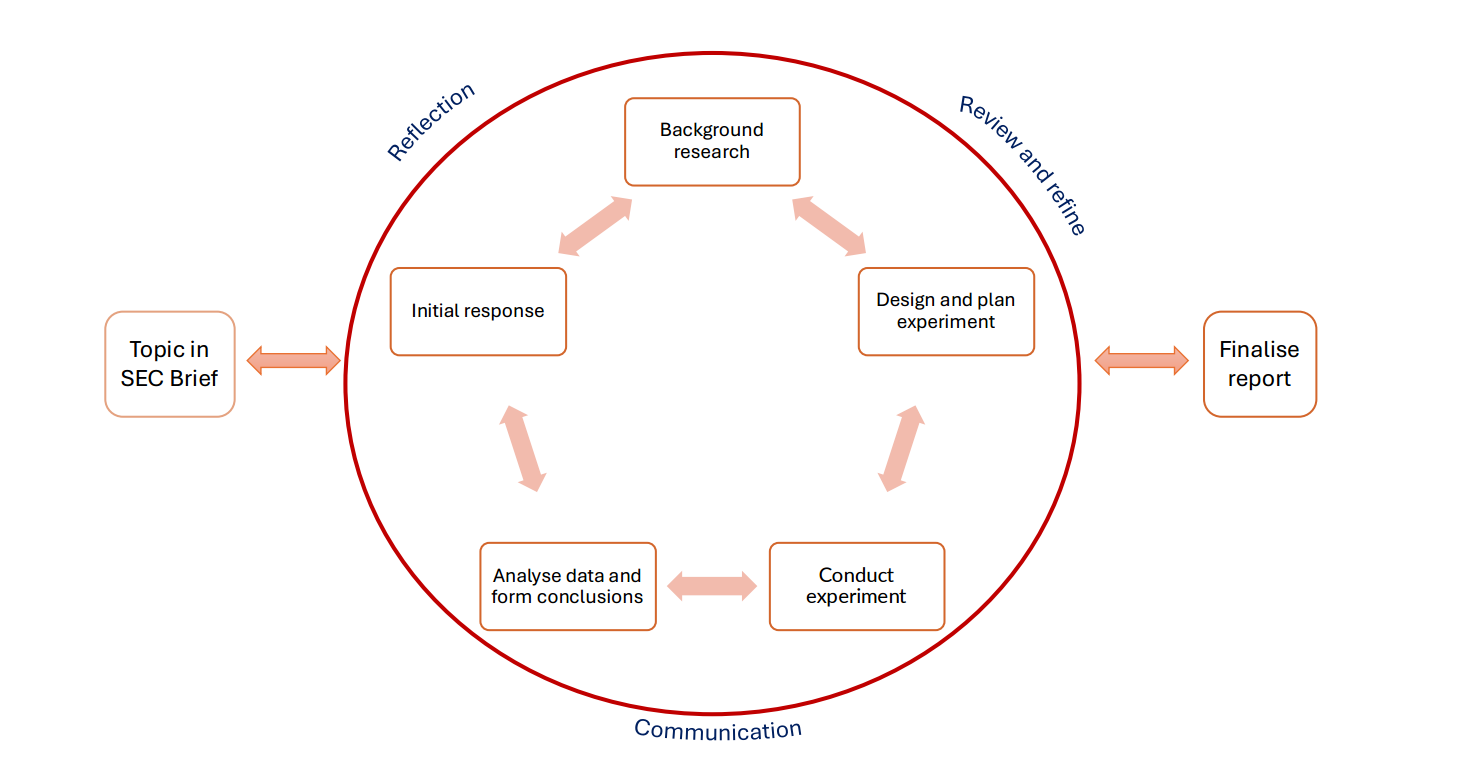 Reflection
Review and refine
Background
research
Initial response
Design and plan
experiment
Topic in
SEC Brief
Finalise
report
Analyse data and
form conclusions
Conduct
experiment
Communication